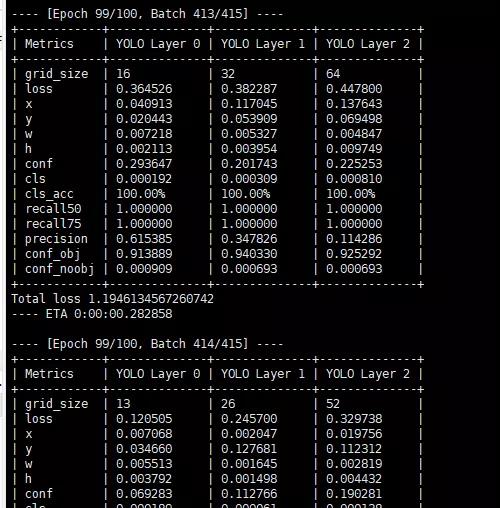 ---- [Epoch 99/100, Batch 413/415] ----
+------------+--------------+--------------+--------------+
| Metrics    | YOLO Layer 0 | YOLO Layer 1 | YOLO Layer 2 |
+------------+--------------+--------------+--------------+
| grid_size  | 16           | 32           | 64           |
| loss       | 0.364526     | 0.382287     | 0.447800     |
| x          | 0.040913     | 0.117045     | 0.137643     |
| y          | 0.020443     | 0.053909     | 0.069498     |
| w          | 0.007218     | 0.005327     | 0.004847     |
| h          | 0.002113     | 0.003954     | 0.009749     |
| conf       | 0.293647     | 0.201743     | 0.225253     |
| cls        | 0.000192     | 0.000309     | 0.000810     |
| cls_acc    | 100.00%      | 100.00%      | 100.00%      |
| recall50   | 1.000000     | 1.000000     | 1.000000     |
| recall75   | 1.000000     | 1.000000     | 1.000000     |
| precision  | 0.615385     | 0.347826     | 0.114286     |
| conf_obj   | 0.913889     | 0.940330     | 0.925292     |
| conf_noobj | 0.000909     | 0.000693     | 0.000693     |
+------------+--------------+--------------+--------------+
Total loss 1.1946134567260742
---- ETA 0:00:00.282858
---- [Epoch 99/100, Batch 414/415] ----
+------------+--------------+--------------+--------------+
| Metrics    | YOLO Layer 0 | YOLO Layer 1 | YOLO Layer 2 |
+------------+--------------+--------------+--------------+
| grid_size  | 13           | 26           | 52           |
| loss       | 0.120505     | 0.245700     | 0.329738     |
| x          | 0.007068     | 0.002047     | 0.019756     |
| y          | 0.034660     | 0.127681     | 0.112312     |
| w          | 0.005513     | 0.001645     | 0.002819     |
| h          | 0.003792     | 0.001498     | 0.004432     |
| conf       | 0.069283     | 0.112766     | 0.190281     |